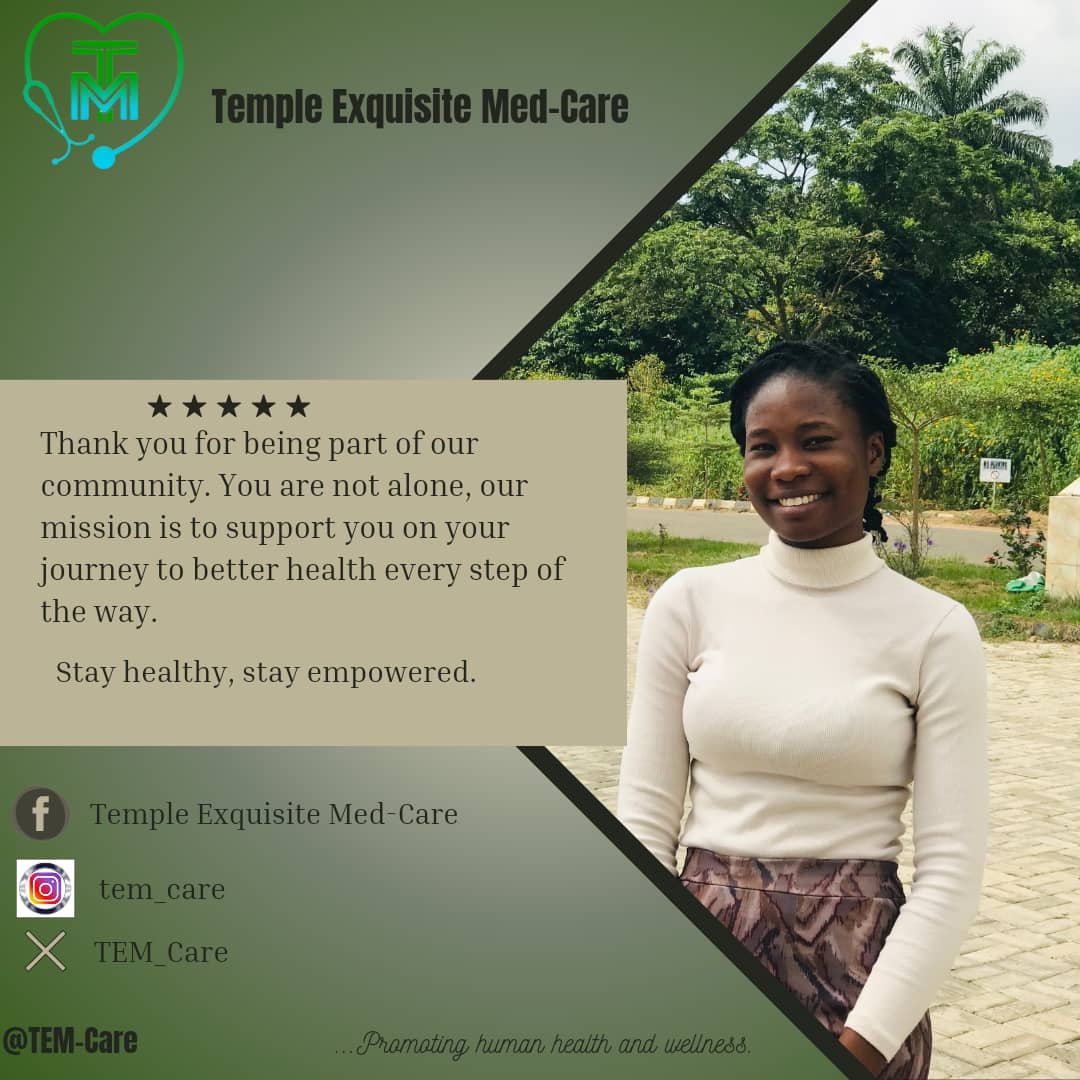 TM
Temple Exquisite Med-Care
Thank you for being part of our
community. You are not alone, our
mission is to support you on your
journey to better health every step of
the way.
Stay healthy, stay empowered.
Temple Exquisite Med-Care
tem_care
TEM_Care
@TEM-Care
...Promoting human health and wellness.
NO PARKING